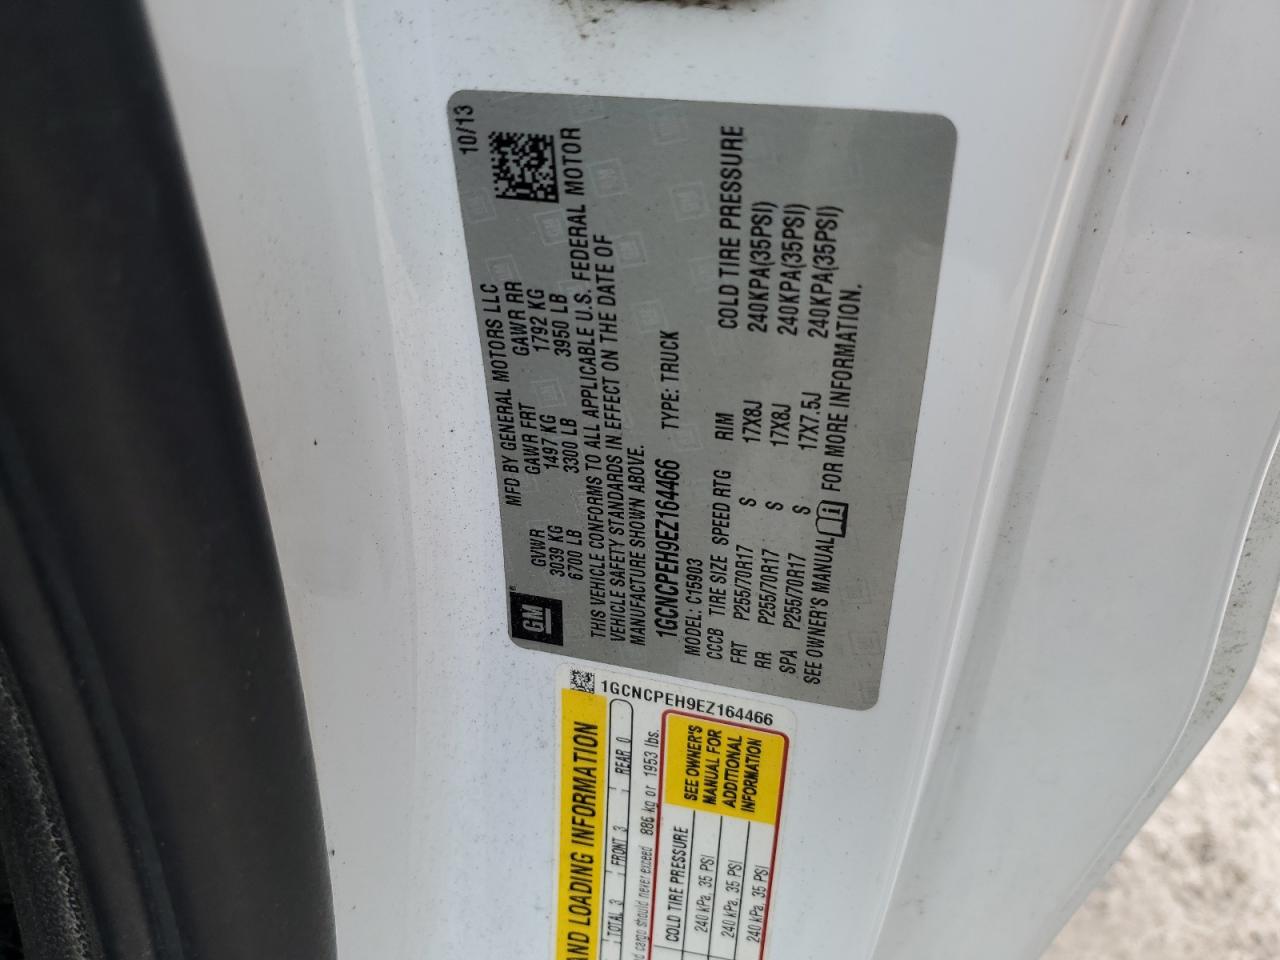 MFD BY GENERAL MOTORS LLC 10/13
GVWR GAWR FRT GAWR RR
3039 KG 1497 KG 1792 KG
6700 LB 3300 LB 3950 LB
GM
THIS VEHICLE CONFORMS TO ALL APPLICABLE U.S. FEDERAL MOTOR
VEHICLE SAFETY STANDARDS IN EFFECT ON THE DATE OF
MANUFACTURE SHOWN ABOVE.
1GCNCPEH9EZ164466 TYPE: TRUCK
MODEL: C15903
CCCB TIRE SIZE SPEED RTG RIM COLD TIRE PRESSURE
FRT P255/70R17 S 17X8J 240KPA(35PSI)
RR P255/70R17 S 17X8J 240KPA(35PSI)
SPA P255/70R17 S 17X7.5J 240KPA(35PSI)
SEE OWNER'S MANUAL FOR MORE INFORMATION.
1GCNCPEH9EZ164466
AND LOADING INFORMATION
TOTAL 3 FRONT 3 REAR 0
cargo should never exceed 886 kg or 1953 lbs.
COLD TIRE PRESSURE
240 kPa, 35 PSI
240 kPa, 35 PSI
240 kPa, 35 PSI
SEE OWNER'S
MANUAL FOR
ADDITIONAL
INFORMATION